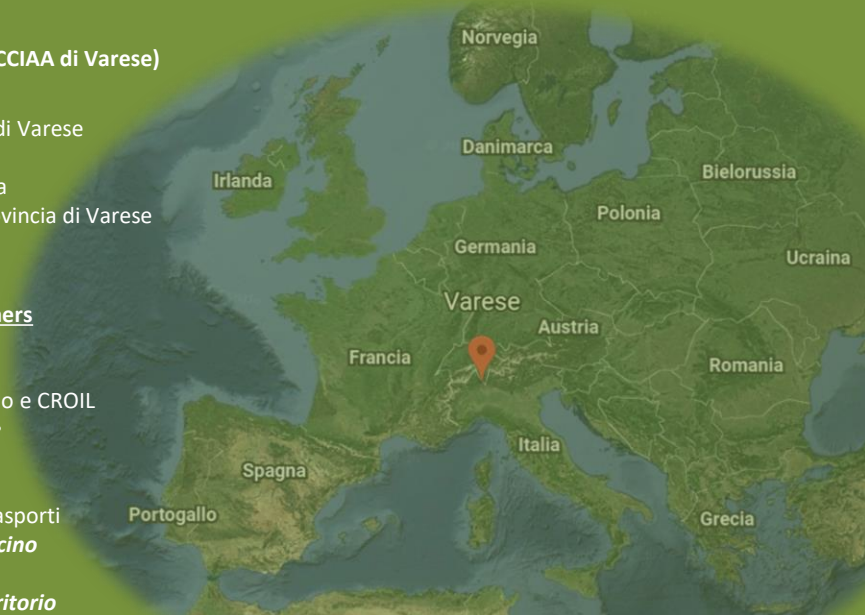 CCIAA di Varese)
di Varese
a
vincia di Varese
ners
o e CROIL
asporti
cino
ritorio
Norvegia
Danimarca
Irlanda
Bielorussia
Polonia
Germania
Ucraina
Varese
Austria
Francia
Romania
Italia
Spagna
Portogallo
Grecia